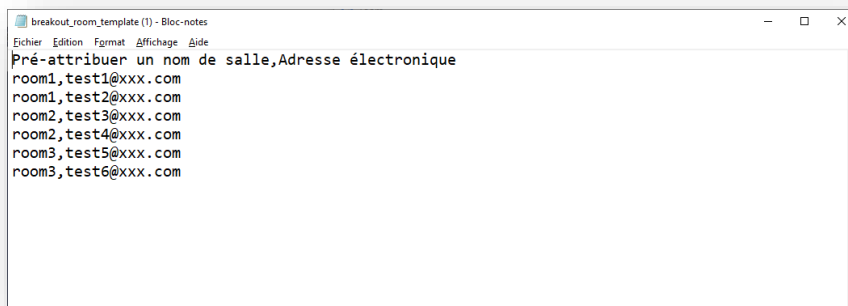 breakout_room_template (1) - Bloc-notes
Fichier Edition Format Affichage Aide
Pré-attribuer un nom de salle,Adresse électronique
room1,test1@xxx.com
room1,test2@xxx.com
room2,test3@xxx.com
room2,test4@xxx.com
room3,test5@xxx.com
room3,test6@xxx.com